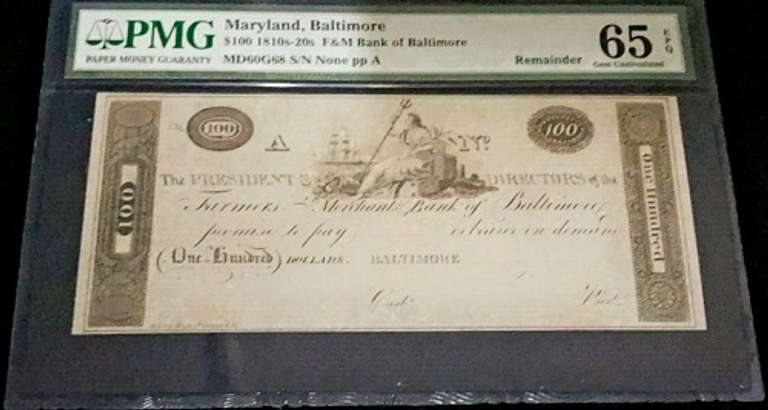 PMG
PAPER MONEY GUARANTY
Maryland, Baltimore
$100 1810s-20s F&M Bank of Baltimore
MD60G68 S/N None pp A
Remainder
65 EPQ
Gem Uncirculated
100
A
No
100
100
One Hundred
The PRESIDENT & DIRECTORS of the
Farmers & Merchants Bank of Baltimore,
promise to pay or bearer on demand
(One Hundred) DOLLARS. BALTIMORE
Cashr. Prest.